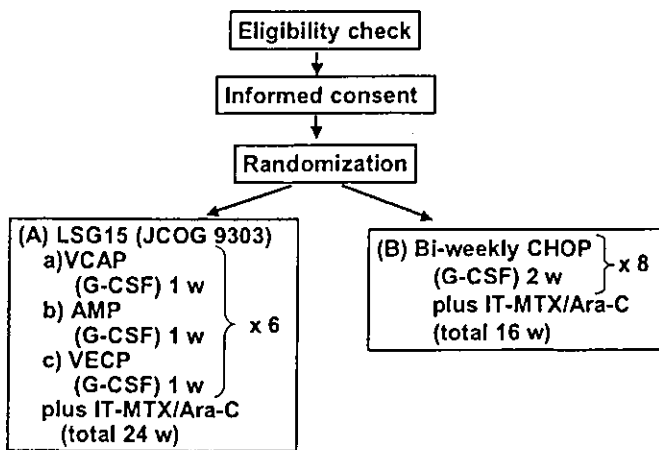 Eligibility check
Informed consent
Randomization
(A) LSG15 (JCOG 9303)
a)VCAP
(G-CSF) 1 w
b) AMP
(G-CSF) 1 w
c) VECP
(G-CSF) 1 w
x 6
plus IT-MTX/Ara-C
(total 24 w)
(B) Bi-weekly CHOP
(G-CSF) 2 w
x 8
plus IT-MTX/Ara-C
(total 16 w)